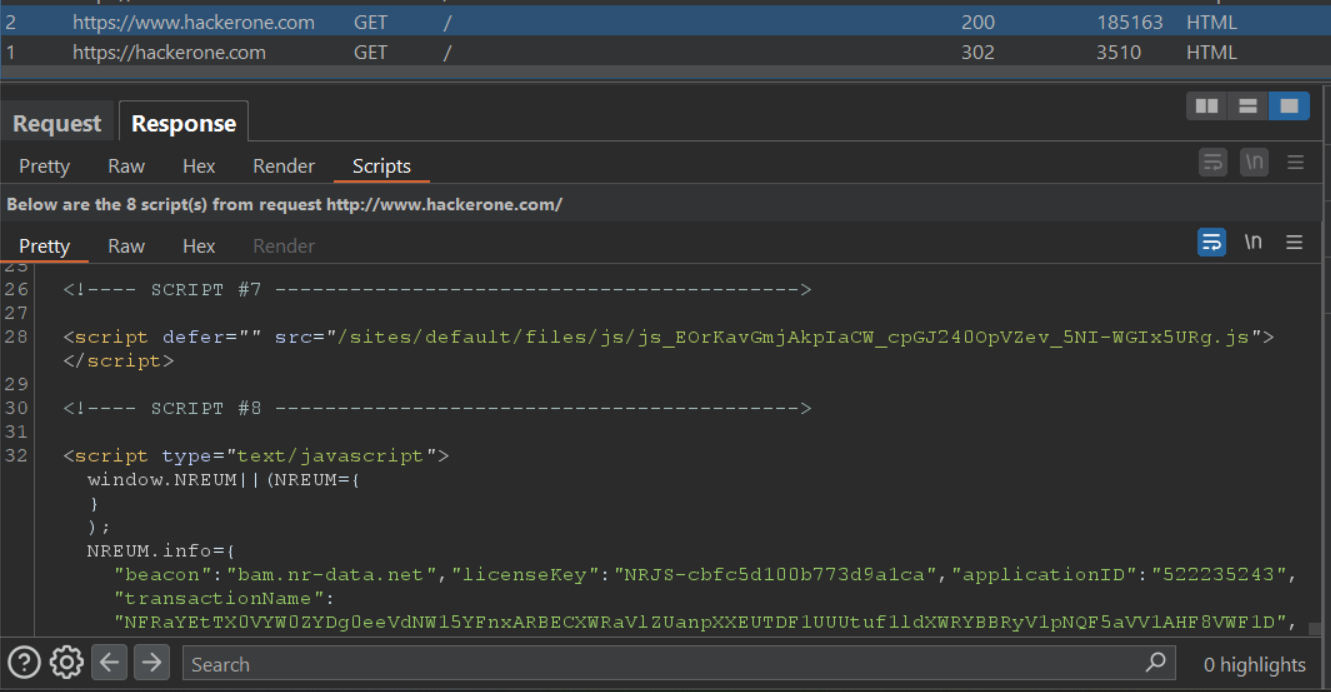 2 https://www.hackerone.com GET / 200 185163 HTML
1 https://hackerone.com GET / 302 3510 HTML
Request Response
Pretty Raw Hex Render Scripts \n
Below are the 8 script(s) from request http://www.hackerone.com/
Pretty Raw Hex Render \n
25
26 <!---- SCRIPT #7 ------------------------------------------>
27
28 <script defer="" src="/sites/default/files/js/js_EOrKavGmjAkpIaCW_cpGJ240OpVZev_5NI-WGIx5URg.js">
</script>
29
30 <!---- SCRIPT #8 ------------------------------------------>
31
32 <script type="text/javascript">
window.NREUM||(NREUM={
}
);
NREUM.info={
"beacon":"bam.nr-data.net","licenseKey":"NRJS-cbfc5d100b773d9a1ca","applicationID":"522235243",
"transactionName":
"NFRaYEtTX0VYW0ZYDg0eeVdNW15YFnxARBECXWRaVlZUanpXXEUTDF1UUUtuf1ldXWRYBBRyV1pNQF5aVV1AHF8VWF1D",
Search 0 highlights